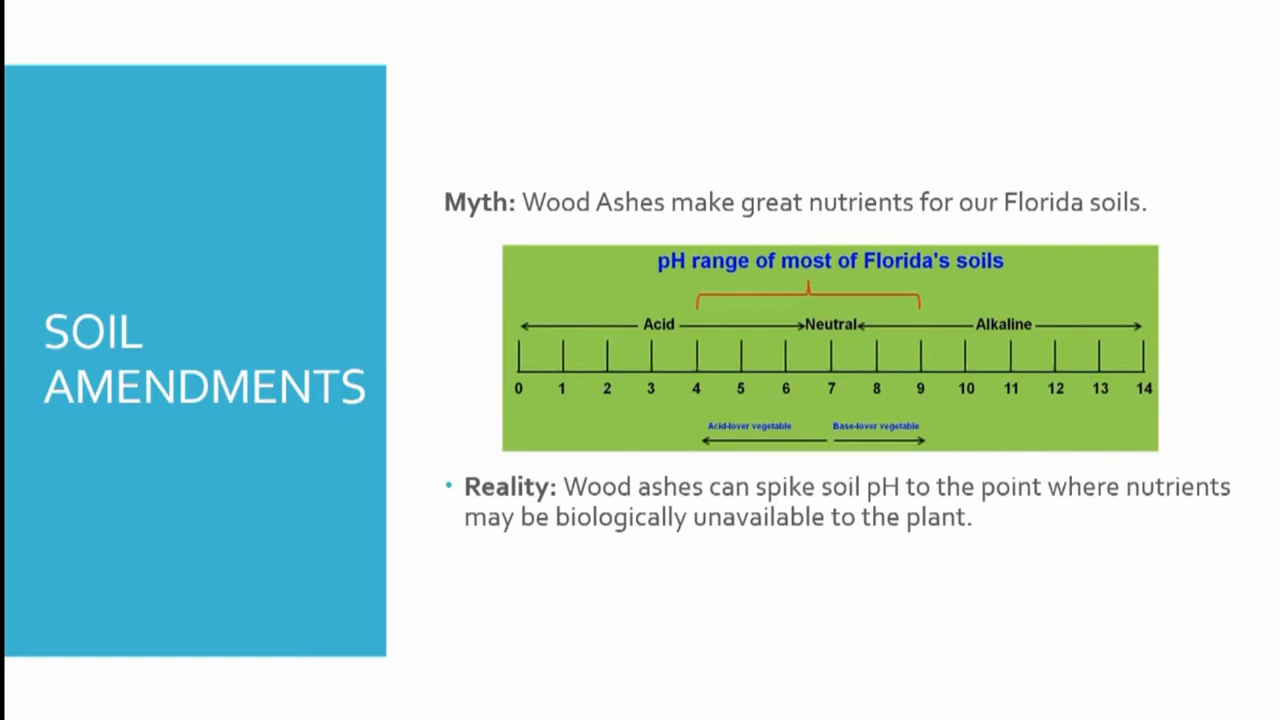 SOIL
AMENDMENTS
Myth: Wood Ashes make great nutrients for our Florida soils.
pH range of most of Florida's soils
Acid Neutral Alkaline
0 1 2 3 4 5 6 7 8 9 10 11 12 13 14
Acid-lover vegetable Base-lover vegetable
• Reality: Wood ashes can spike soil pH to the point where nutrients
may be biologically unavailable to the plant.